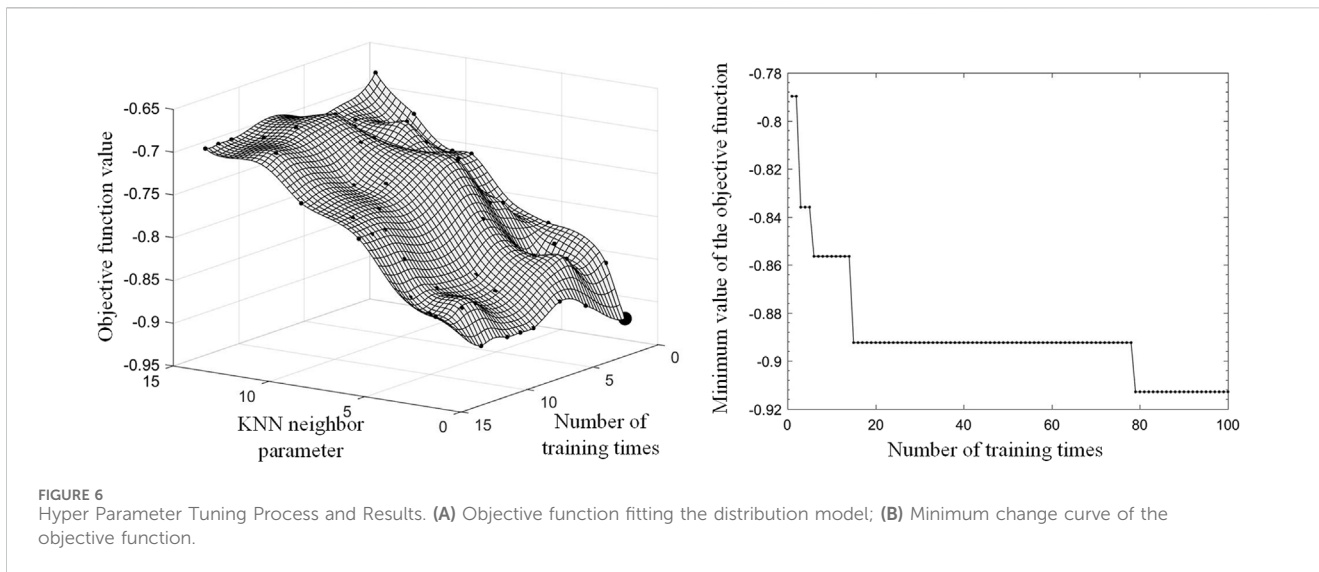 -0.65
-0.7
-0.75
-0.8
-0.85
-0.9
-0.95
Objective function value
15
10
5
0
KNN neighbor
parameter
15
10
5
0
Number of
training times
-0.78
-0.8
-0.82
-0.84
-0.86
-0.88
-0.9
-0.92
Minimum value of the objective function
0
20
40
60
80
100
Number of training times
FIGURE 6
Hyper Parameter Tuning Process and Results. (A) Objective function fitting the distribution model; (B) Minimum change curve of the
objective function.